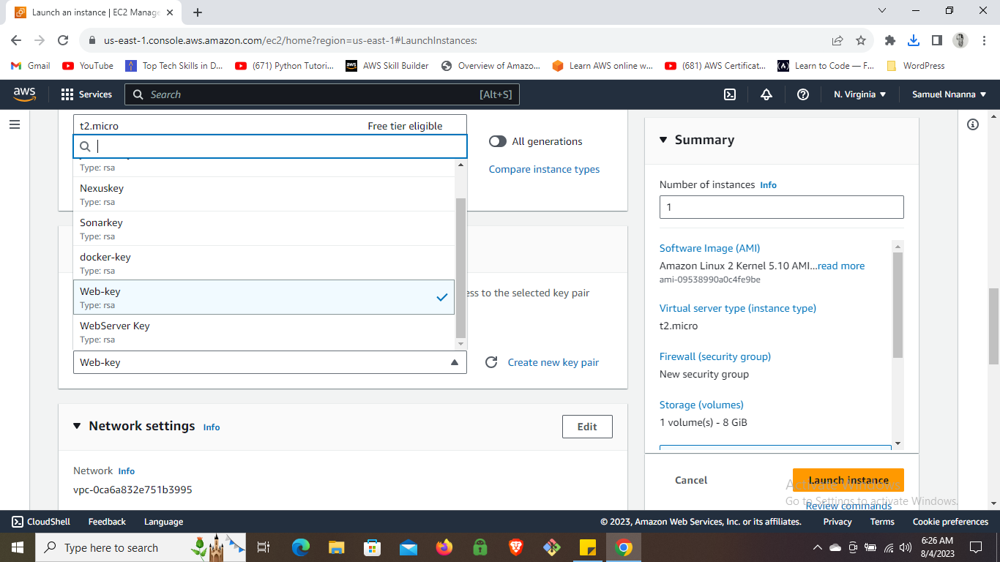 Launch an instance | EC2 Manage
us-east-1.console.aws.amazon.com/ec2/home?region=us-east-1#LaunchInstances:
Gmail
YouTube
Top Tech Skills in D...
(671) Python Tutori...
aws
AWS Skill Builder
Overview of Amazo...
Learn AWS online w...
(681) AWS Certificat...
Learn to Code — F...
WordPress
aws
Services
Search
[Alt+S]
N. Virginia
Samuel Nnanna
t2.micro
Free tier eligible
Type: rsa
Nexuskey
Type: rsa
Sonarkey
Type: rsa
docker-key
Type: rsa
Web-key
Type: rsa
WebServer Key
Type: rsa
Web-key
All generations
Compare instance types
to the selected key pair
Create new key pair
Network settings Info
Edit
Network Info
vpc-0ca6a832e751b3995
Summary
Number of instances Info
1
Software Image (AMI)
Amazon Linux 2 Kernel 5.10 AMI...read more
ami-09538990a0c4fe9be
Virtual server type (instance type)
t2.micro
Firewall (security group)
New security group
Storage (volumes)
1 volume(s) - 8 GiB
Cancel
Launch instance
Review commands
Activate Windows
Go to Settings to activate Windows.
CloudShell
Feedback
Language
© 2023, Amazon Web Services, Inc. or its affiliates.
Privacy
Terms
Cookie preferences
Type here to search
6:26 AM
8/4/2023